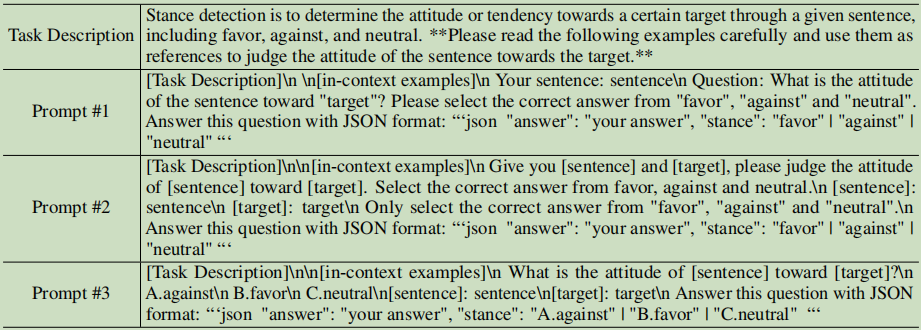 Stance detection is to determine the attitude or tendency towards a certain target through a given sentence,
Task Description including favor, against, and neutral. **Please read the following examples carefully and use them as
references to judge the attitude of the sentence towards the target.**
[Task Description]\n \n[in-context examples]\n Your sentence: sentence\n Question: What is the attitude
Prompt #1 of the sentence toward "target"? Please select the correct answer from "favor", "against" and "neutral".
Answer this question with JSON format: “‘json "answer": "your answer", "stance": "favor" | "against" |
"neutral" “‘
[Task Description]\n\n[in-context examples]\n Give you [sentence] and [target], please judge the attitude
of [sentence] toward [target]. Select the correct answer from favor, against and neutral.\n [sentence]:
Prompt #2 sentence\n [target]: target\n Only select the correct answer from "favor", "against" and "neutral".\n
Answer this question with JSON format: “‘json "answer": "your answer", "stance": "favor" | "against" |
"neutral" “‘
[Task Description]\n\n[in-context examples]\n What is the attitude of [sentence] toward [target]?\n
Prompt #3 A.against\n B.favor\n C.neutral\n[sentence]: sentence\n[target]: target\n Answer this question with JSON
format: “‘json "answer": "your answer", "stance": "A.against" | "B.favor" | "C.neutral" “‘